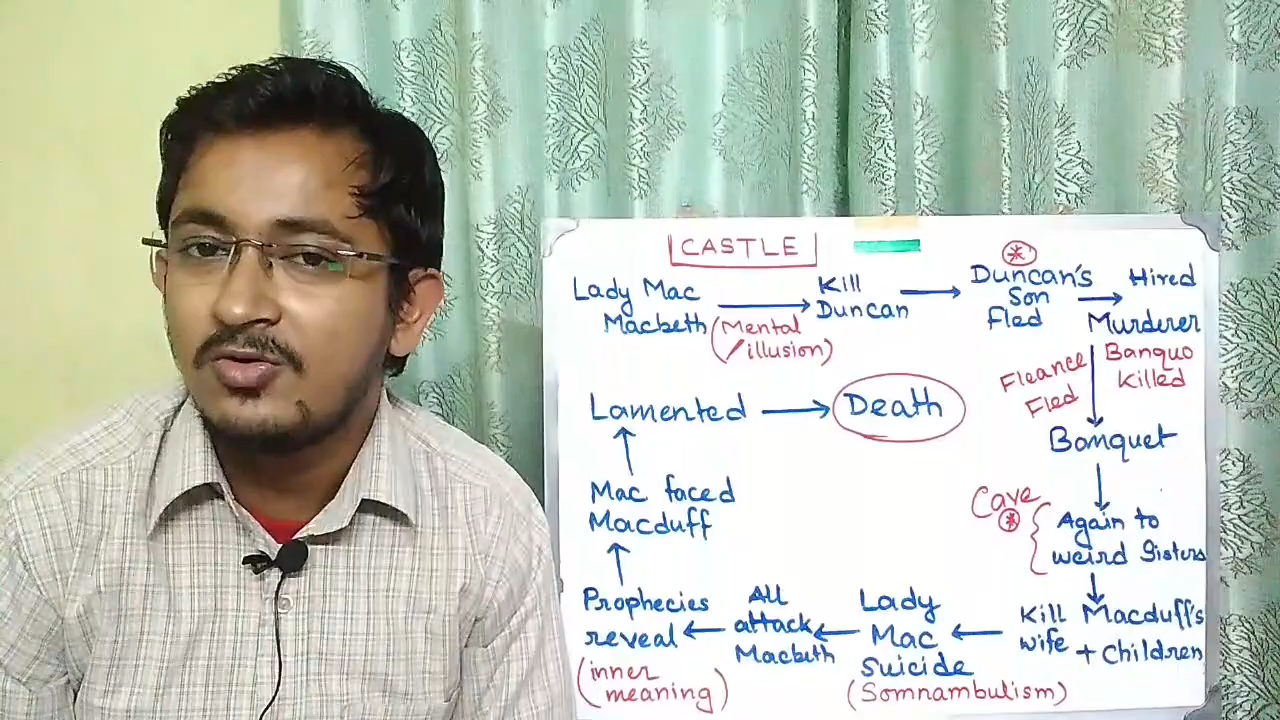 CASTLE
Lady Mac
Macbeth
(Mental
illusion)
Kill
Duncan
Duncan's
Son
Fled
Hired
Murderer
Banquo
Killed
Fleance
Fled
Banquet
Cave
Again to
weird Sisters
Kill Macduff's
wife + Children
Lady
Mac
Suicide
(Somnambulism)
All
attack
Macbeth
Prophecies
reveal
(inner
meaning)
Mac faced
Macduff
Lamented
Death